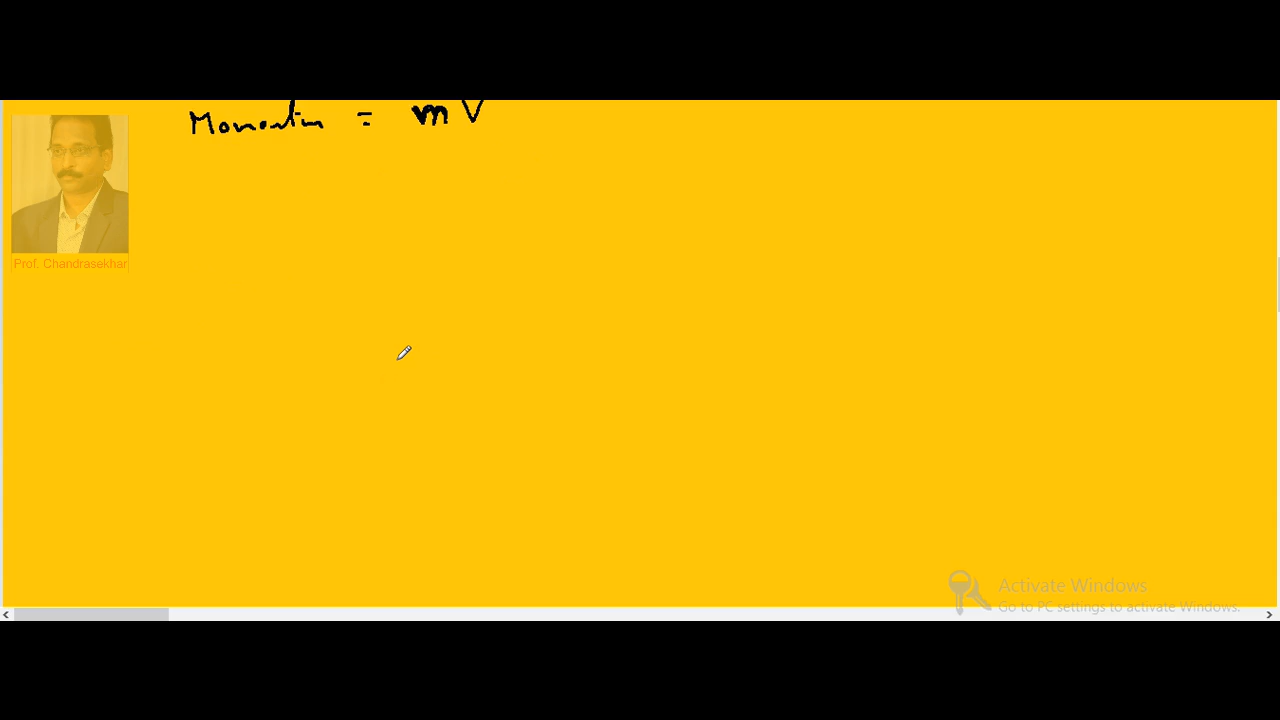 Momentum = mV
Prof. Chandrasekhar
Activate Windows
Go to PC settings to activate Windows.